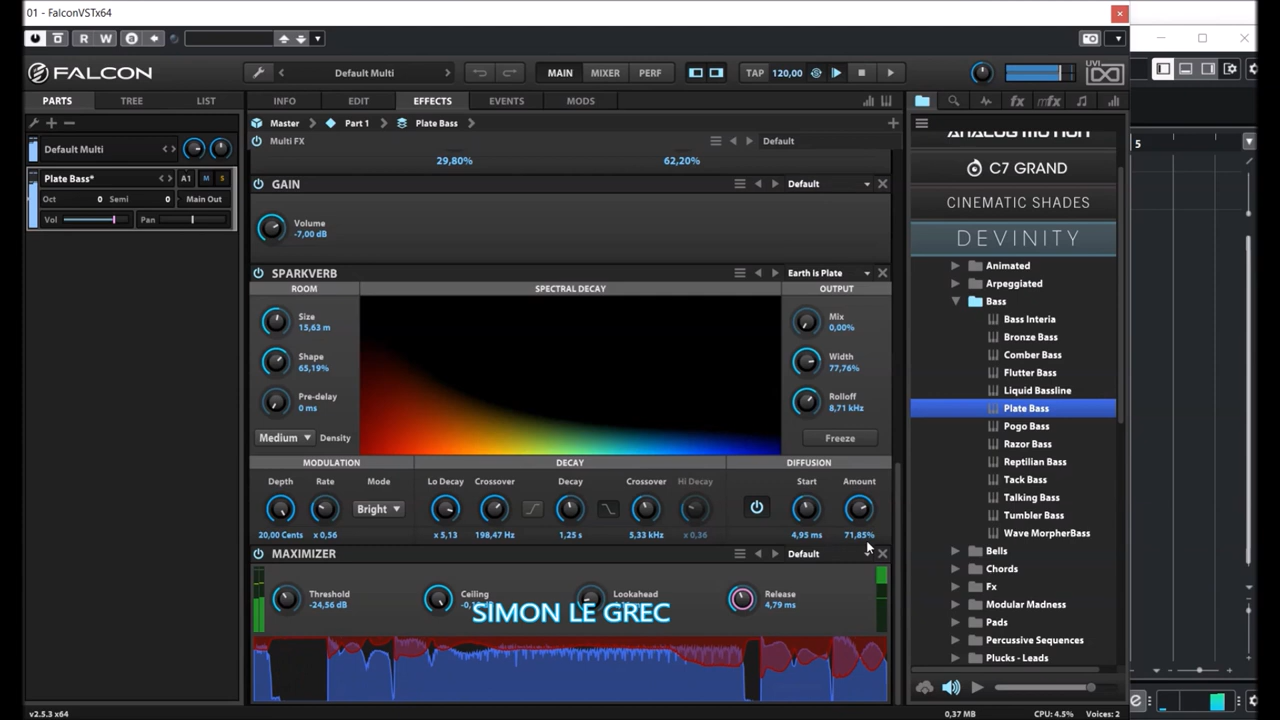 01 - FalconVSTx64
R W a
FALCON
Default Multi
MAIN MIXER PERF
TAP 120,00
UVI
PARTS TREE LIST
INFO EDIT EFFECTS EVENTS MODS
fx mfx
Master Part 1 Plate Bass
Multi FX Default
29,80% 62,20%
Default Multi
Plate Bass* A1 M S
Oct 0 Semi 0 Main Out
Vol Pan
GAIN Default
Volume
-7,00 dB
SPARKVERB Earth is Plate
ROOM SPECTRAL DECAY OUTPUT
Size
15,63 m
Shape
65,19%
Pre-delay
0 ms
Medium Density
Mix
0,00%
Width
77,76%
Rolloff
8,71 kHz
Freeze
MODULATION DECAY DIFFUSION
Depth Rate Mode Lo Decay Crossover Decay Crossover Hi Decay Start Amount
Bright
20,00 Cents x 0,56 x 5,13 198,47 Hz 1,25 s 5,33 kHz x 0,36 4,95 ms 71,85%
MAXIMIZER Default
Threshold
-24,56 dB
Ceiling
Lookahead
Release
4,79 ms
SIMON LE GREC
ANALOG MOTION
C7 GRAND
CINEMATIC SHADES
DEVINITY
Animated
Arpeggiated
Bass
Bass Interia
Bronze Bass
Comber Bass
Flutter Bass
Liquid Bassline
Plate Bass
Pogo Bass
Razor Bass
Reptilian Bass
Tack Bass
Talking Bass
Tumbler Bass
Wave MorpherBass
Bells
Chords
Fx
Modular Madness
Pads
Percussive Sequences
Plucks - Leads
5
v2.5.3 x64
0,37 MB CPU: 4.5% Voices: 2